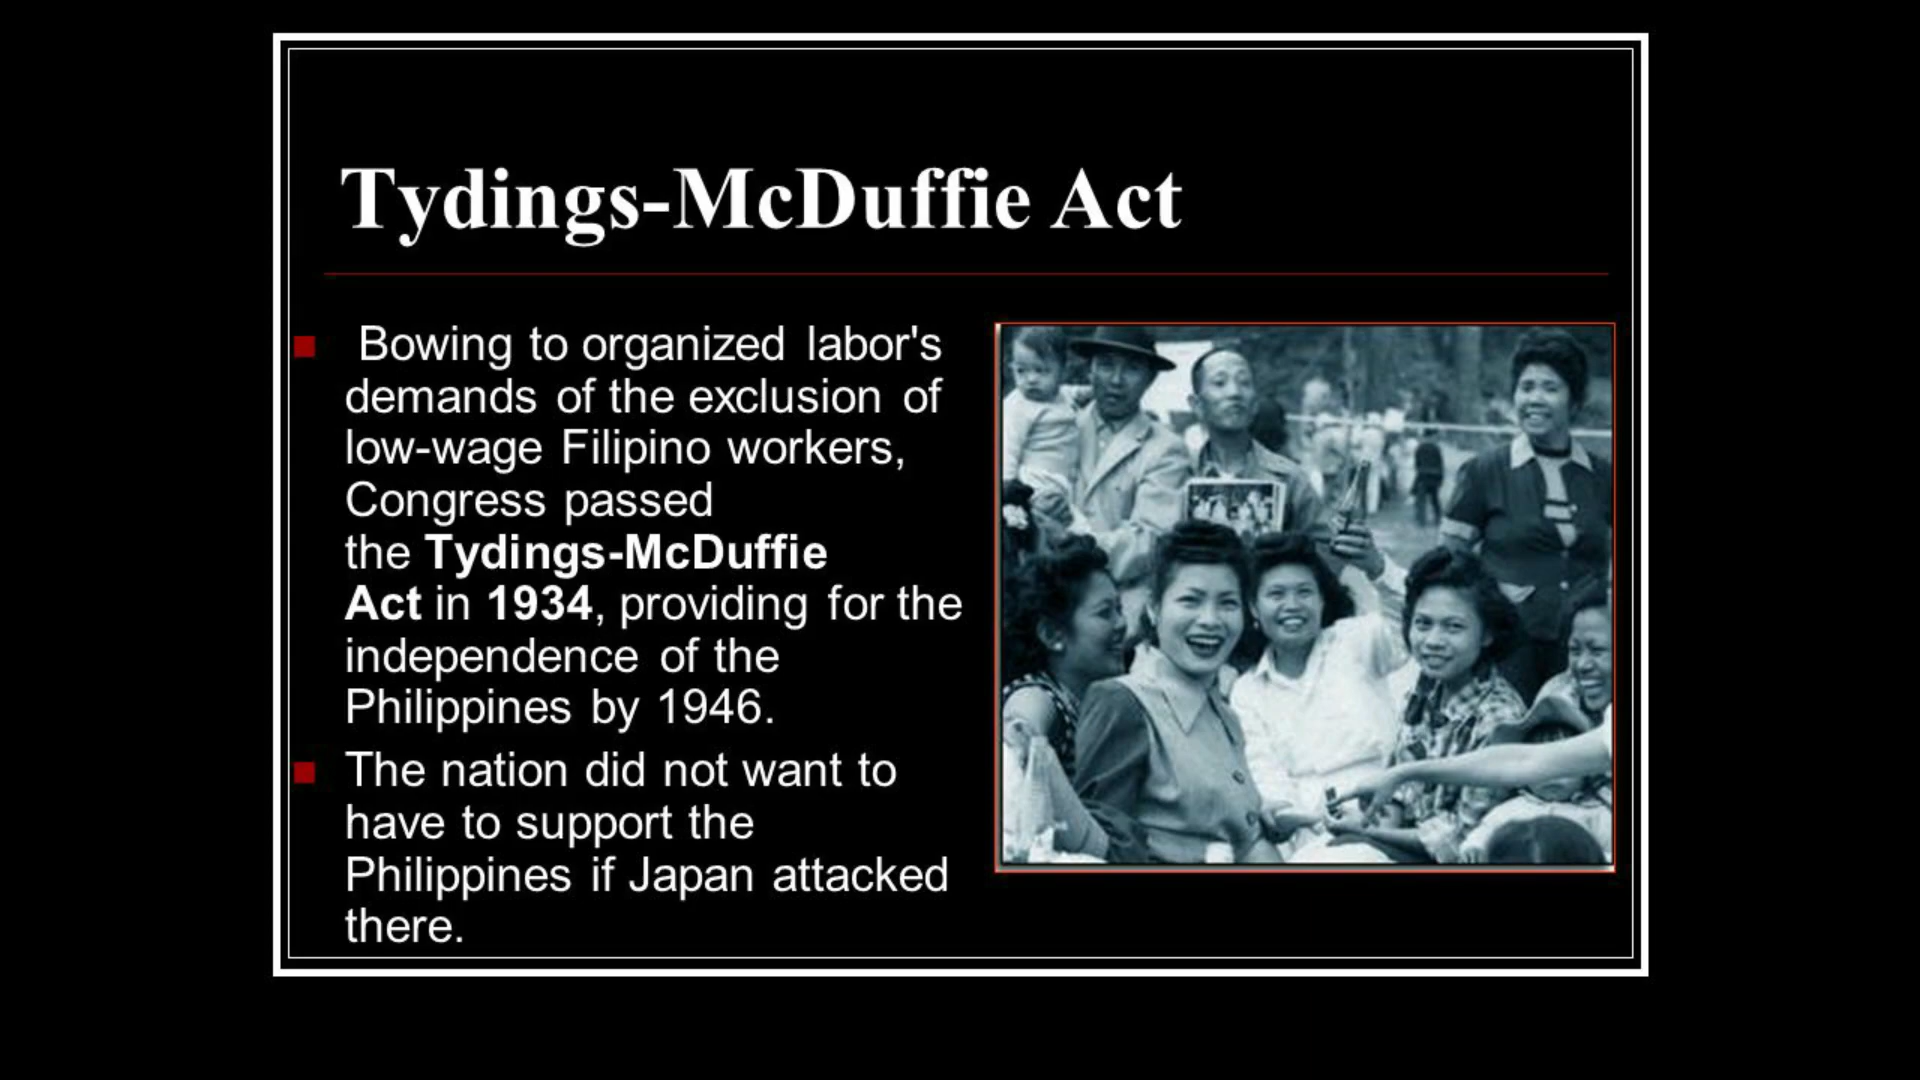 Tydings-McDuffie Act
Bowing to organized labor's
demands of the exclusion of
low-wage Filipino workers,
Congress passed
the Tydings-McDuffie
Act in 1934, providing for the
independence of the
Philippines by 1946.
The nation did not want to
have to support the
Philippines if Japan attacked
there.